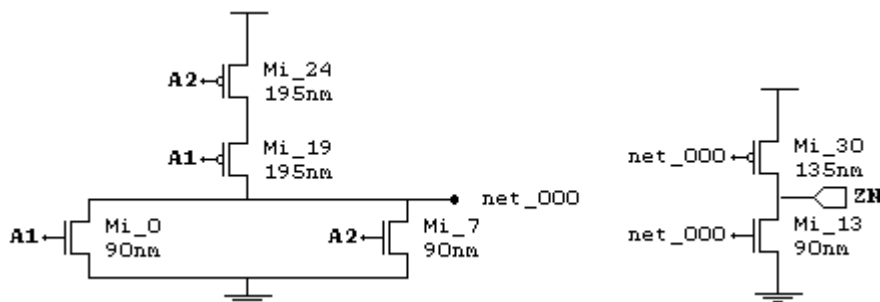 A2
Mi_24
195nm
A1
Mi_19
195nm
net_000
A1
Mi_0
90nm
A2
Mi_7
90nm
net_000
Mi_30
135nm
ZN
net_000
Mi_13
90nm